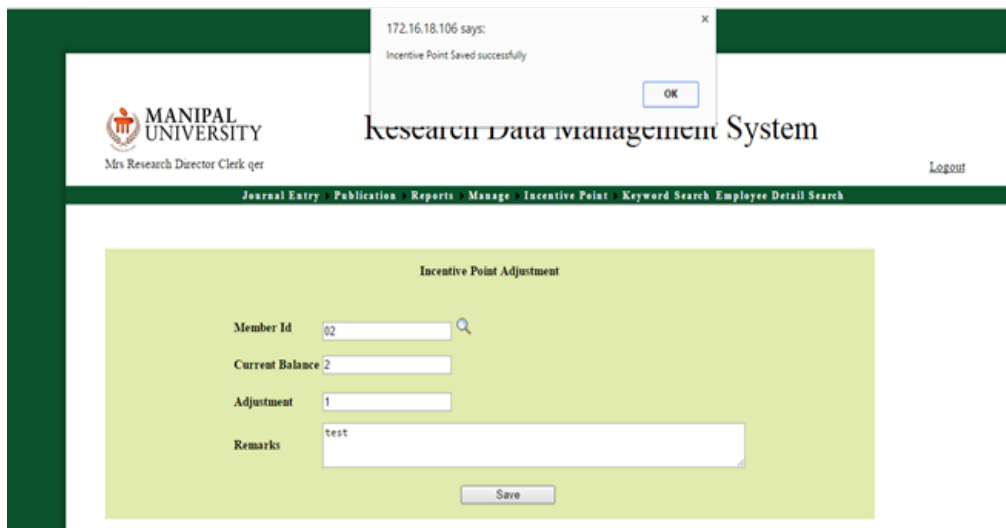 172.16.18.106 says:
x
Incentive Point Saved successfully
OK
MANIPAL
UNIVERSITY
Research Data Management System
Mrs Research Director Clerk qer
Logout
Journal Entry Publication Reports Manage Incentive Point Keyword Search Employee Detail Search
Incentive Point Adjustment
Member Id 02
Current Balance 2
Adjustment 1
Remarks test
Save